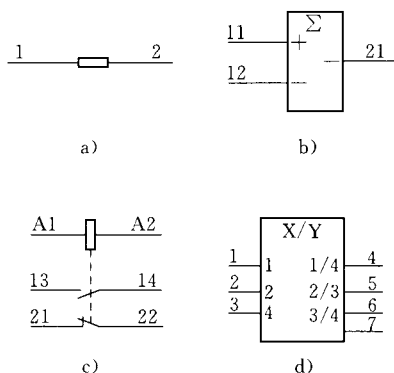 1 2
a)
Σ
11 + 21
12 — —
b)
A1 A2
13 14
21 22
c)
X/Y
1 1 1/4 4
2 2 2/3 5
3 4 3/4 6
7
d)